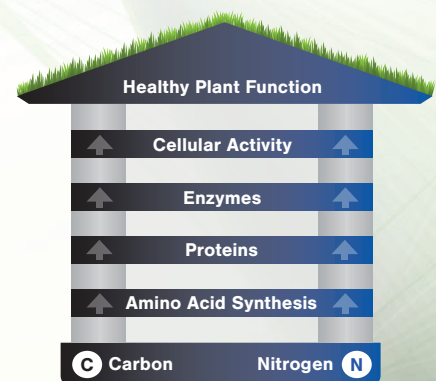 Healthy Plant Function
Cellular Activity
Enzymes
Proteins
Amino Acid Synthesis
C Carbon Nitrogen N